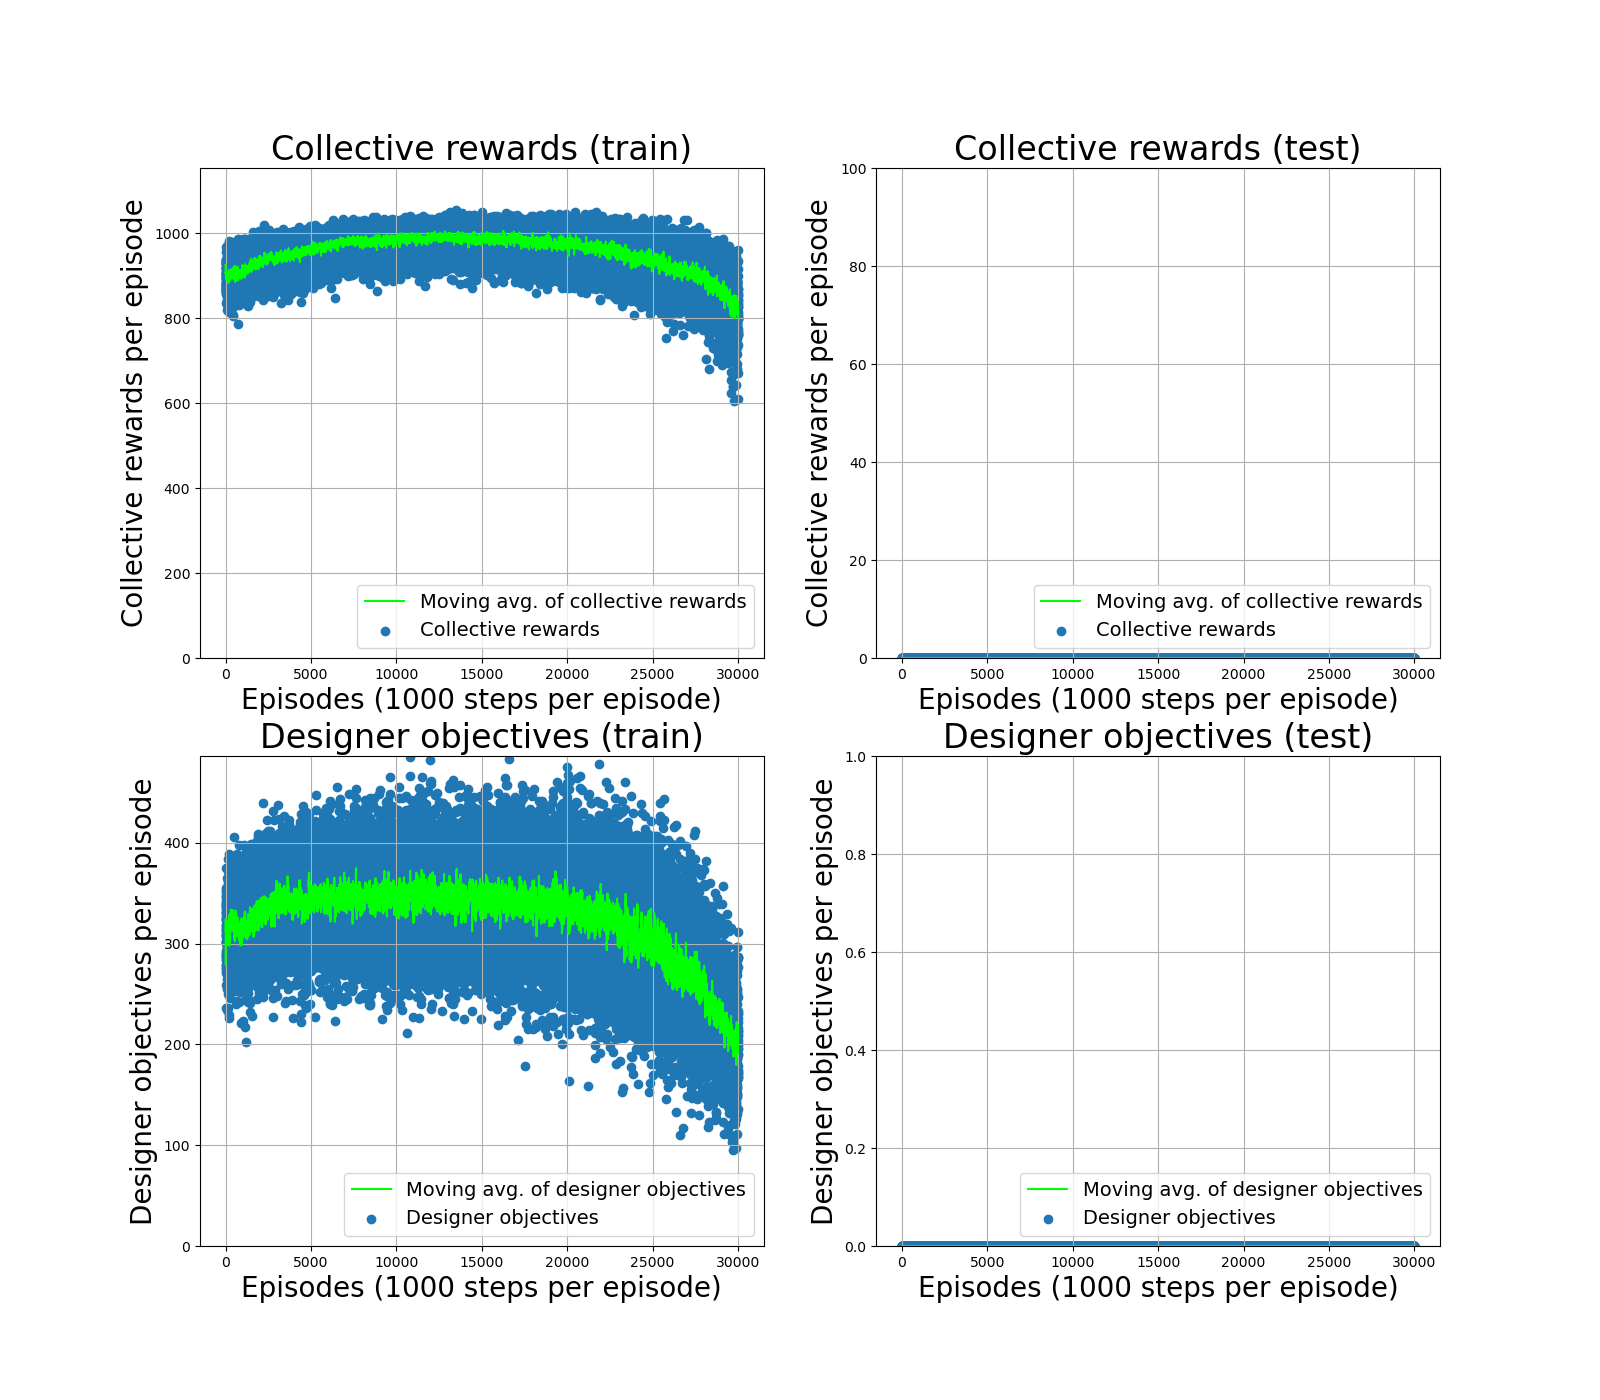 Collective rewards (train)
Collective rewards per episode
1000
800
600
400
200
0
Moving avg. of collective rewards
Collective rewards
0 5000 10000 15000 20000 25000 30000
Episodes (1000 steps per episode)
Collective rewards (test)
Collective rewards per episode
100
80
60
40
20
0
Moving avg. of collective rewards
Collective rewards
0 5000 10000 15000 20000 25000 30000
Episodes (1000 steps per episode)
Designer objectives (train)
Designer objectives per episode
400
300
200
100
0
Moving avg. of designer objectives
Designer objectives
0 5000 10000 15000 20000 25000 30000
Episodes (1000 steps per episode)
Designer objectives (test)
Designer objectives per episode
1.0
0.8
0.6
0.4
0.2
0.0
Moving avg. of designer objectives
Designer objectives
0 5000 10000 15000 20000 25000 30000
Episodes (1000 steps per episode)